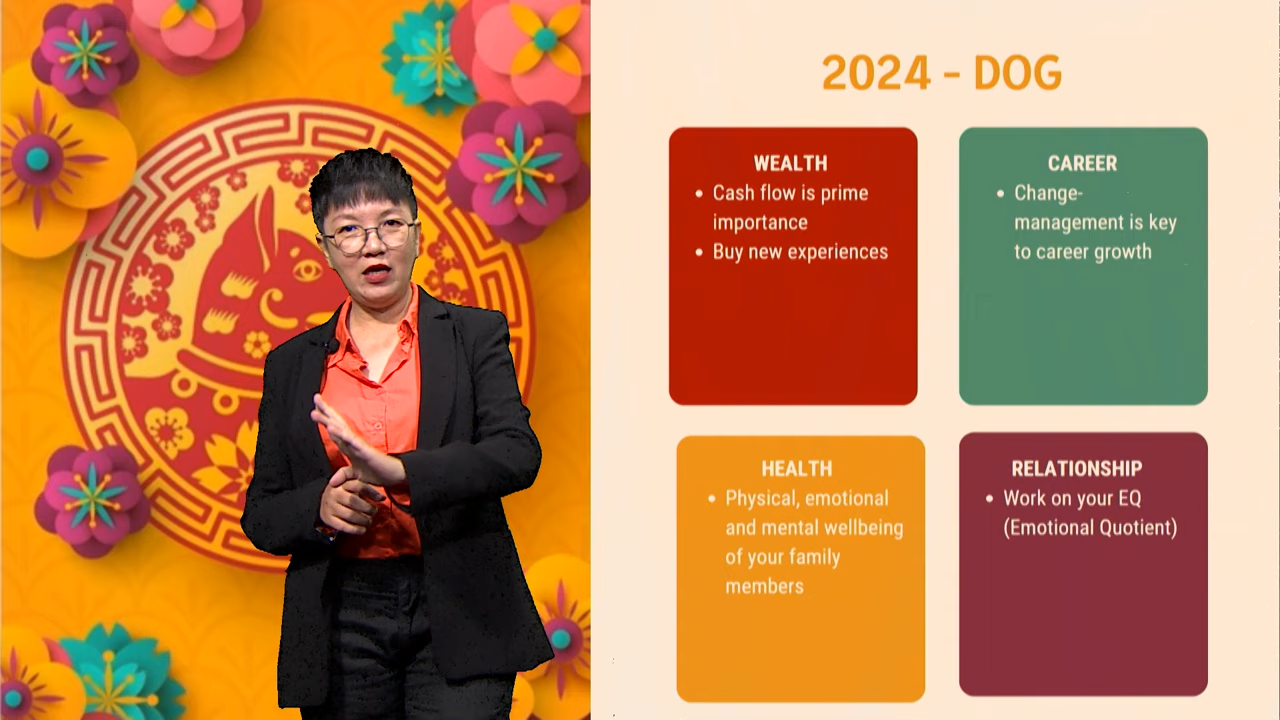 2024 - DOG
WEALTH
• Cash flow is prime
importance
• Buy new experiences
CAREER
• Change-
management is key
to career growth
HEALTH
• Physical, emotional
and mental wellbeing
of your family
members
RELATIONSHIP
• Work on your EQ
(Emotional Quotient)